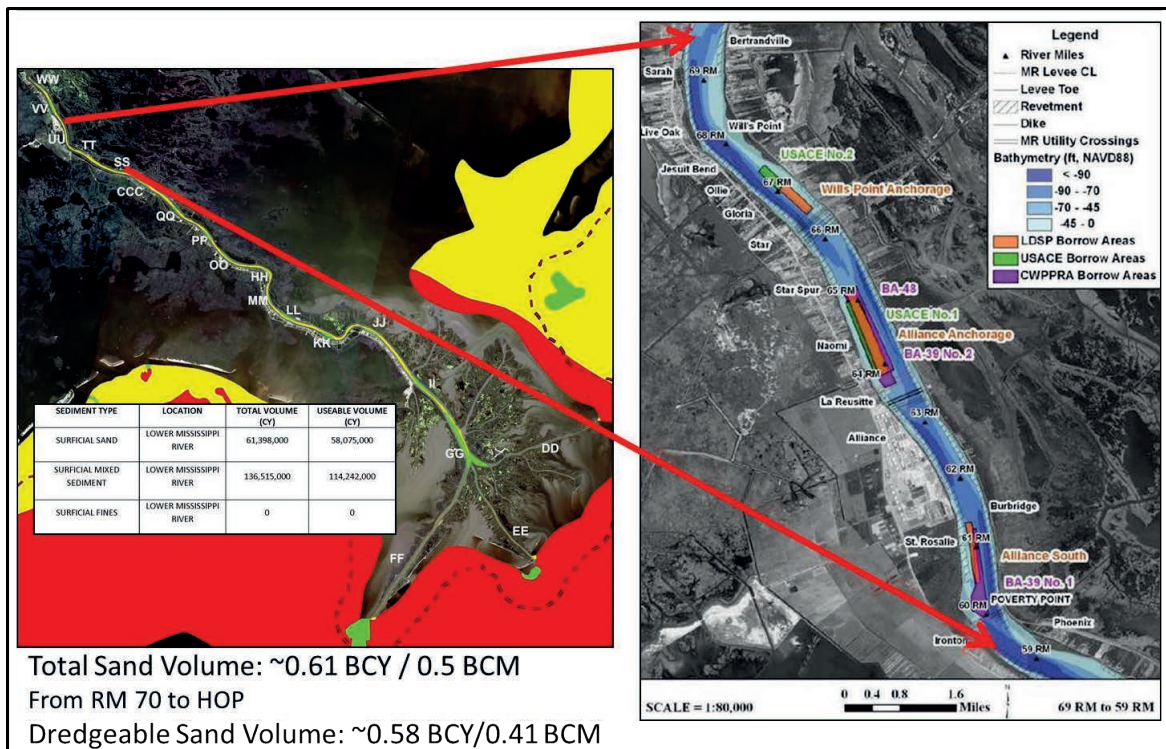 WW
VV
UU
TT
SS
CCC
QQ
PP
OO
HH
MM
LL
KK
JJ
II
GG
DD
EE
FF
SEDIMENT TYPE LOCATION TOTAL VOLUME (CY) USEABLE VOLUME (CY)
SURFICIAL SAND LOWER MISSISSIPPI RIVER 61,398,000 58,075,000
SURFICIAL MIXED SEDIMENT LOWER MISSISSIPPI RIVER 136,515,000 114,242,000
SURFICIAL FINES LOWER MISSISSIPPI RIVER 0 0
Total Sand Volume: ~0.61 BCY / 0.5 BCM
From RM 70 to HOP
Dredgeable Sand Volume: ~0.58 BCY/0.41 BCM
Bertrandville
Sarah
69 RM
Will's Point
Live Oak
68 RM
USACE No.2
Jesuit Bend
Ollie
67 RM
Wills Point Anchorage
Gloria
66 RM
Star
Star Spur
65 RM
BA-48
USACE No.1
Naomi
Alliance Anchorage
BA-39 No. 2
64 RM
La Reusitte
63 RM
Alliance
62 RM
Burbridge
St. Rosalie
61 RM
Alliance South
BA-39 No. 1
60 RM
POVERTY POINT
Phoenix
Ironton
59 RM
Legend
River Miles
MR Levee CL
Levee Toe
Revetment
Dike
MR Utility Crossings
Bathymetry (ft, NAVD88)
< -90
-90 - -70
-70 - -45
-45 - 0
LDSP Borrow Areas
USACE Borrow Areas
CWPPRA Borrow Areas
SCALE = 1:80,000
0 0.4 0.8 1.6
Miles
N
69 RM to 59 RM